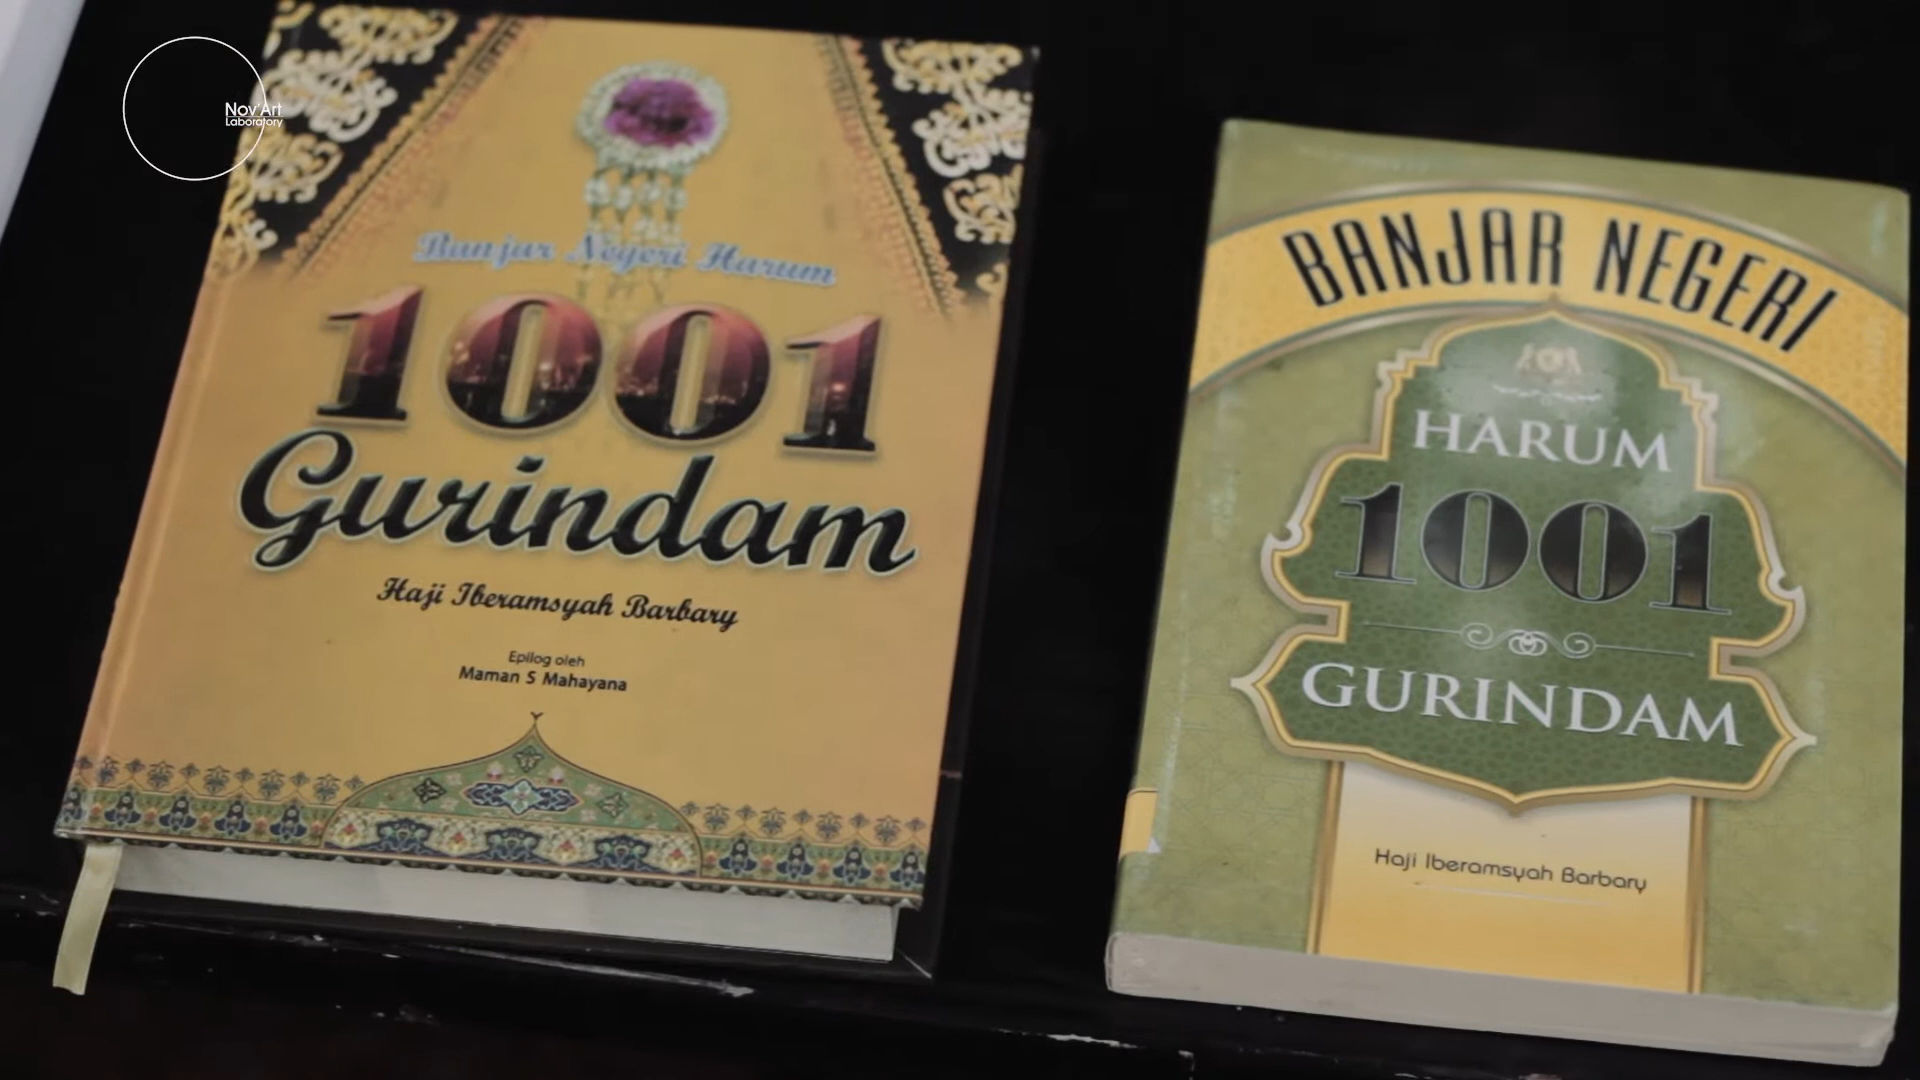 Nov'Art
Laboratory
Banjar Negeri Harum
1001
Gurindam
Haji Iberamsyah Barbary
Epilog oleh
Maman S Mahayana
BANJAR NEGERI
HARUM
1001
GURINDAM
Haji Iberamsyah Barbary